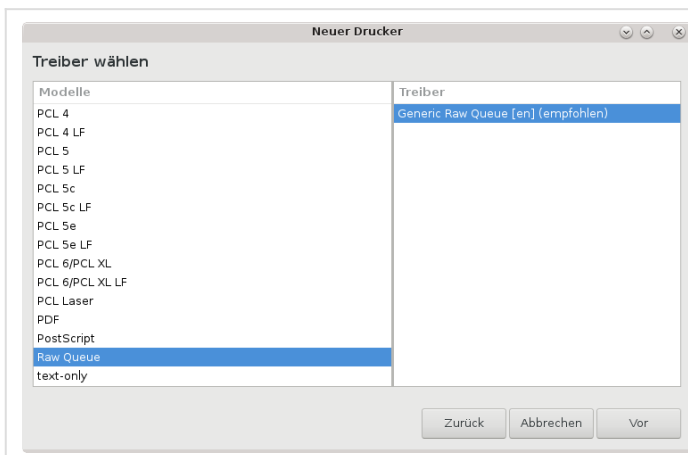 Neuer Drucker
Treiber wählen
Modelle
PCL 4
PCL 4 LF
PCL 5
PCL 5 LF
PCL 5c
PCL 5c LF
PCL 5e
PCL 5e LF
PCL 6/PCL XL
PCL 6/PCL XL LF
PCL Laser
PDF
PostScript
Raw Queue
text-only
Treiber
Generic Raw Queue [en] (empfohlen)
Zurück
Abbrechen
Vor